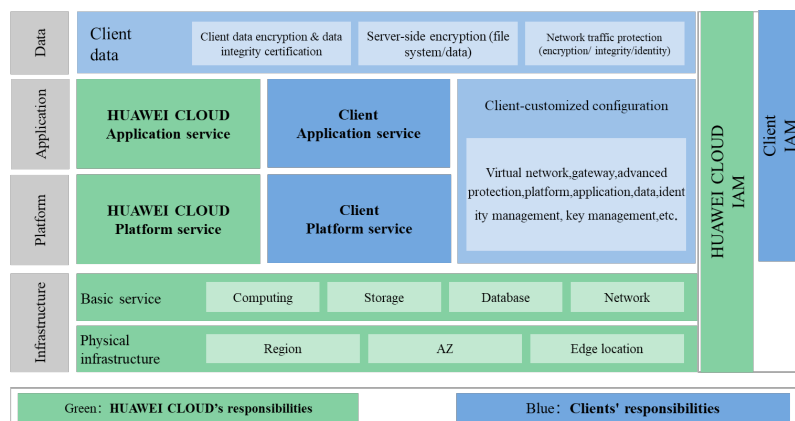 Data
Client
data
Client data encryption & data
integrity certification
Server-side encryption (file
system/data)
Network traffic protection
(encryption/ integrity/identity)
Application
HUAWEI CLOUD
Application service
Client
Application service
Client-customized configuration
Virtual network,gateway,advanced
protection,platform,application,data,ident
ity management, key management,etc.
Platform
HUAWEI CLOUD
Platform service
Client
Platform service
HUAWEI CLOUD
IAM
Client
IAM
Infrastructure
Basic service
Computing
Storage
Database
Network
Physical
infrastructure
Region
AZ
Edge location
Green：HUAWEI CLOUD's responsibilities
Blue：Clients' responsibilities